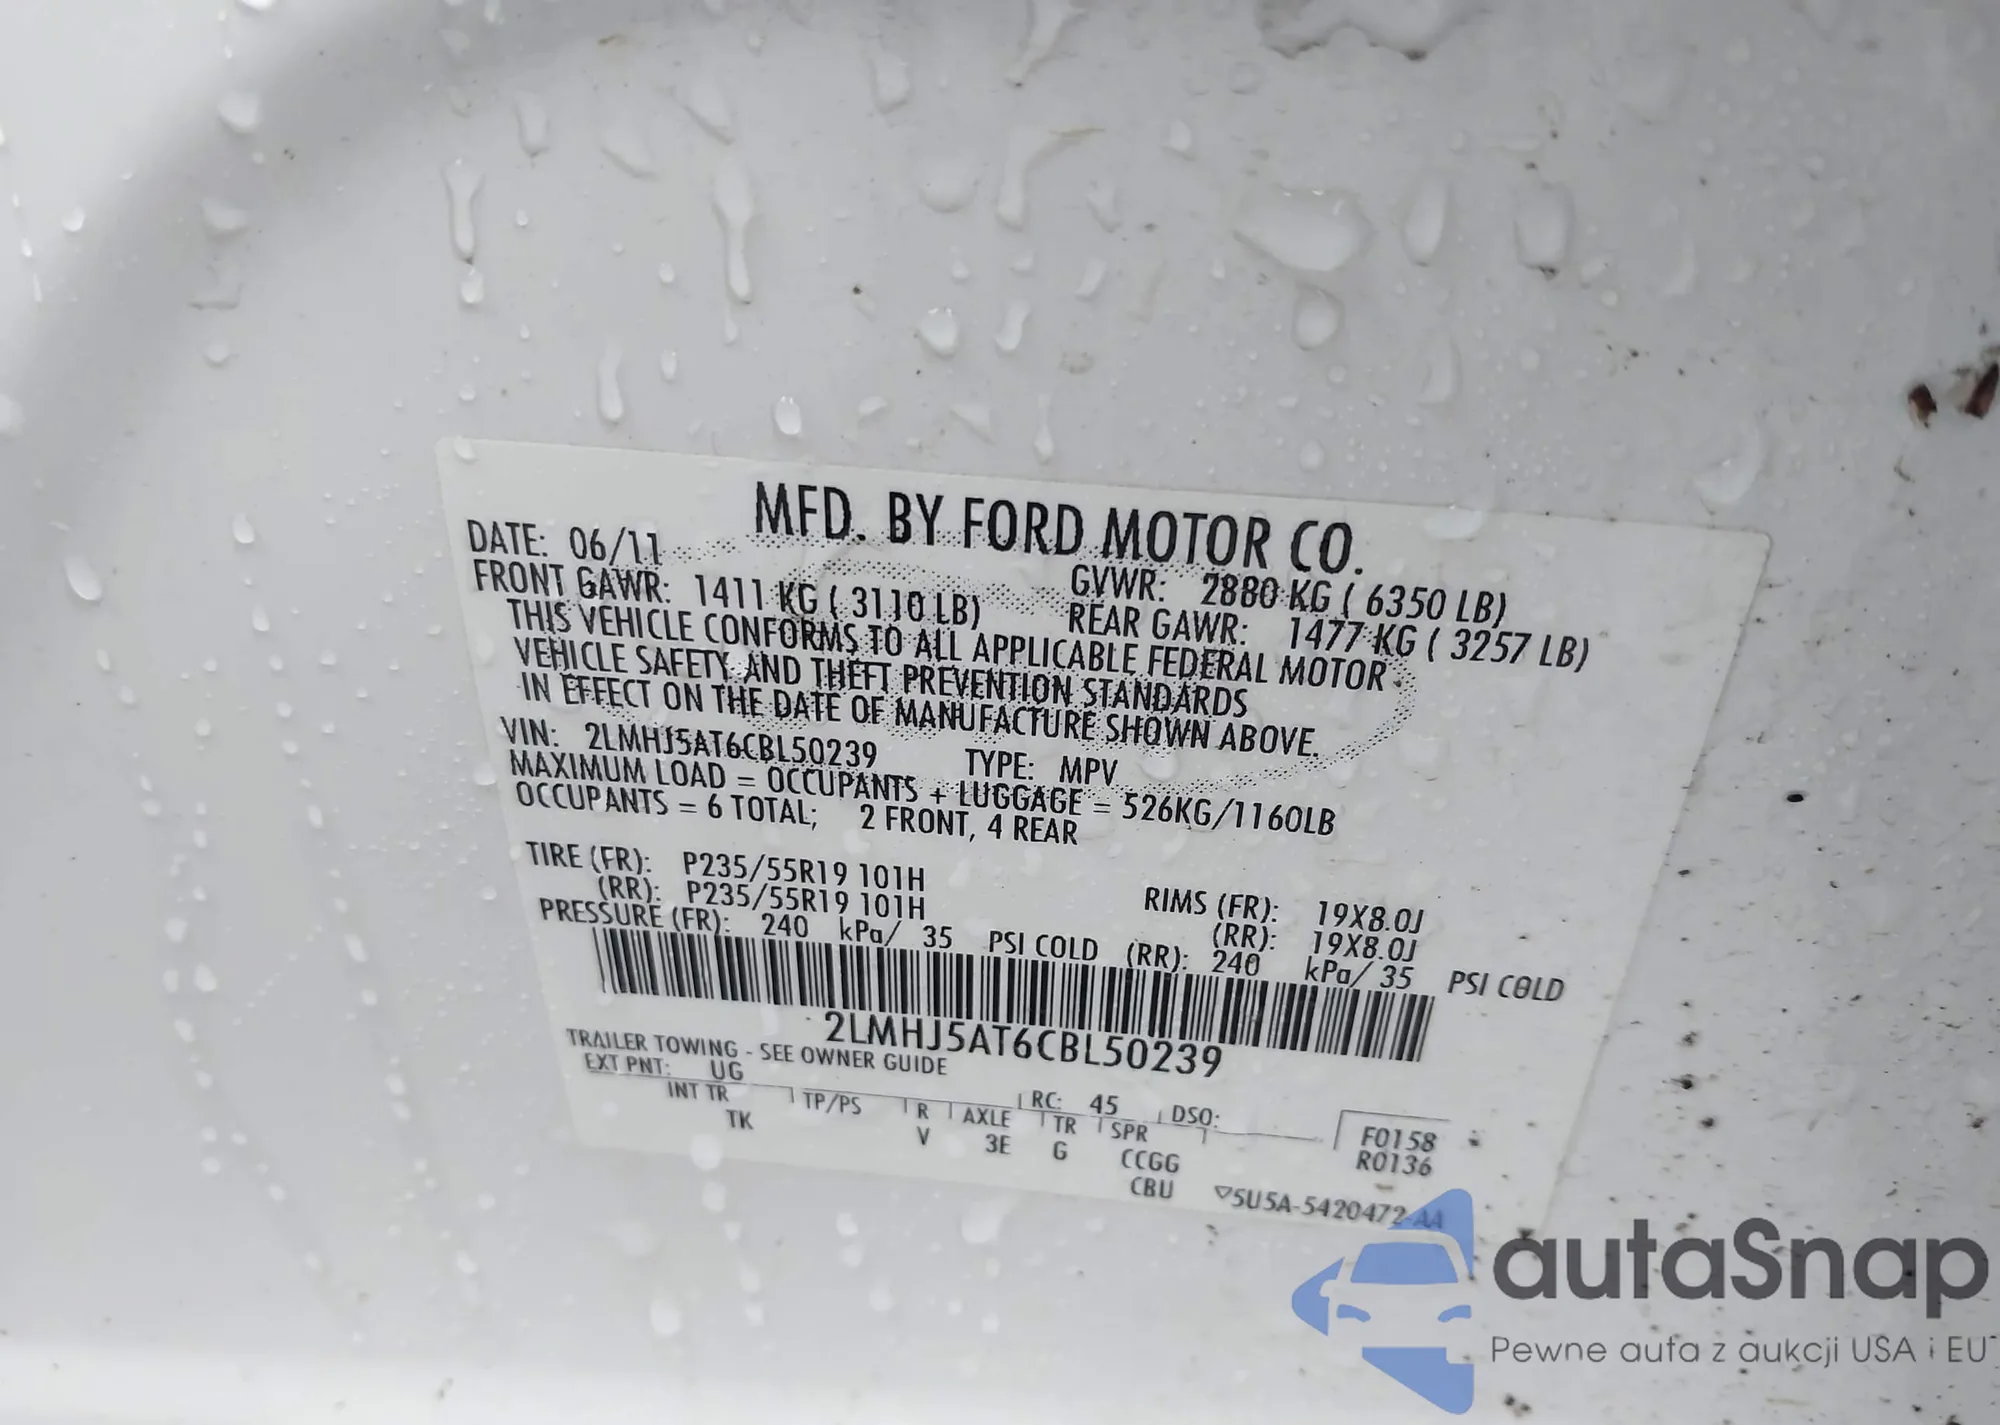 MFD. BY FORD MOTOR CO.
DATE: 06/11 GVWR: 2880 KG ( 6350 LB)
FRONT GAWR: 1411 KG ( 3110 LB) REAR GAWR: 1477 KG ( 3257 LB)
THIS VEHICLE CONFORMS TO ALL APPLICABLE FEDERAL MOTOR
VEHICLE SAFETY AND THEFT PREVENTION STANDARDS
IN EFFECT ON THE DATE OF MANUFACTURE SHOWN ABOVE.
VIN: 2LMHJ5AT6CBL50239 TYPE: MPV
MAXIMUM LOAD = OCCUPANTS + LUGGAGE = 526KG/1160LB
OCCUPANTS = 6 TOTAL; 2 FRONT, 4 REAR
TIRE (FR): P235/55R19 101H RIMS (FR): 19X8.0J
(RR): P235/55R19 101H (RR): 19X8.0J
PRESSURE (FR): 240 kPa/ 35 PSI COLD (RR): 240 kPa/ 35 PSI COLD
2LMHJ5AT6CBL50239
TRAILER TOWING - SEE OWNER GUIDE
EXT PNT: UG RC: 45 DSO:
INT TR TP/PS R AXLE TR SPR F0158
TK V 3E G CCGG R0136
CBU ▽5U5A-5420472-AA
autaSnap
Pewne auta z aukcji USA i EU